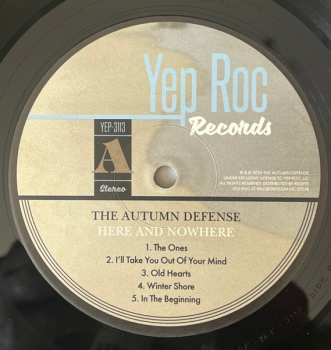 Yep Roc
Records
YEP-3113
A
Stereo
THE AUTUMN DEFENSE
HERE AND NOWHERE
1. The Ones
2. I'll Take You Out Of Your Mind
3. Old Hearts
4. Winter Shore
5. In The Beginning